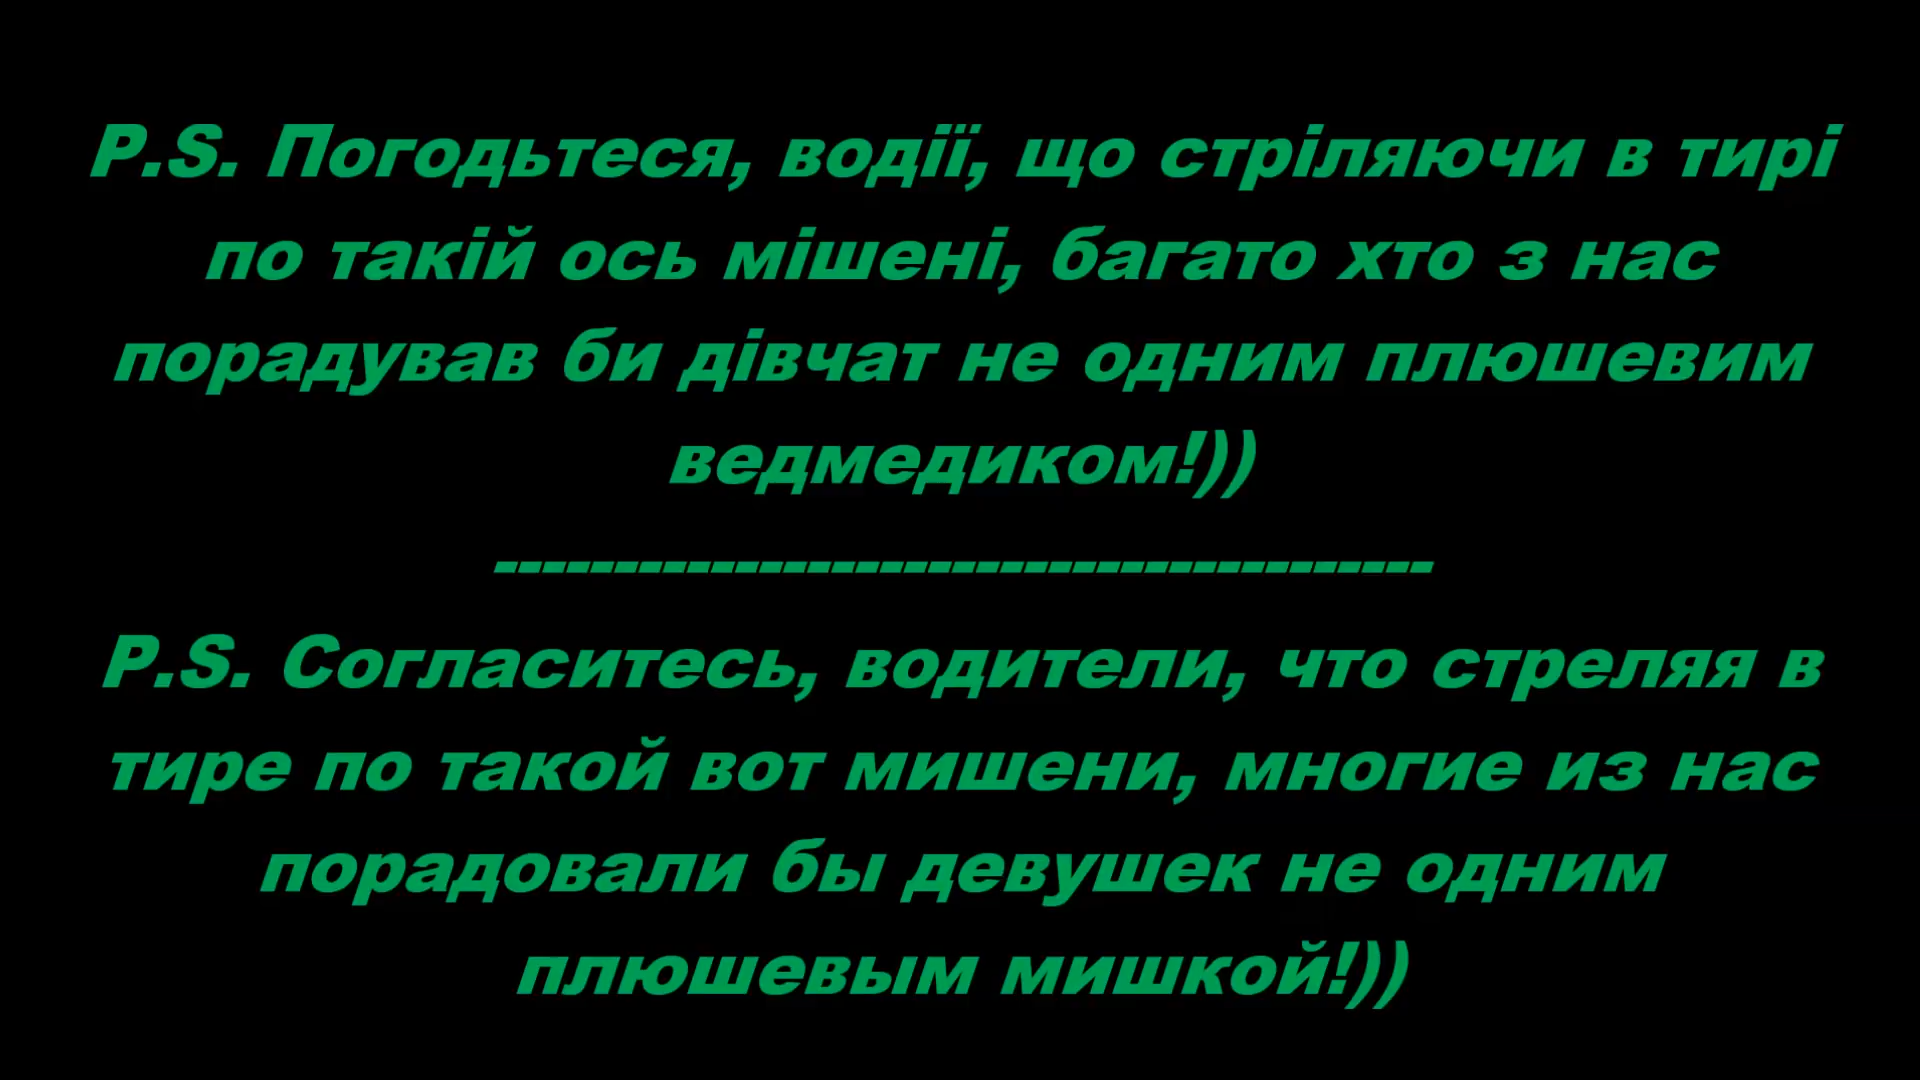 P.S. Погодьтеся, водії, що стріляючи в тирі
по такій ось мішені, багато хто з нас
порадував би дівчат не одним плюшевим
ведмедиком!))
---------------------------------------
P.S. Согласитесь, водители, что стреляя в
тире по такой вот мишени, многие из нас
порадовали бы девушек не одним
плюшевым мишкой!))